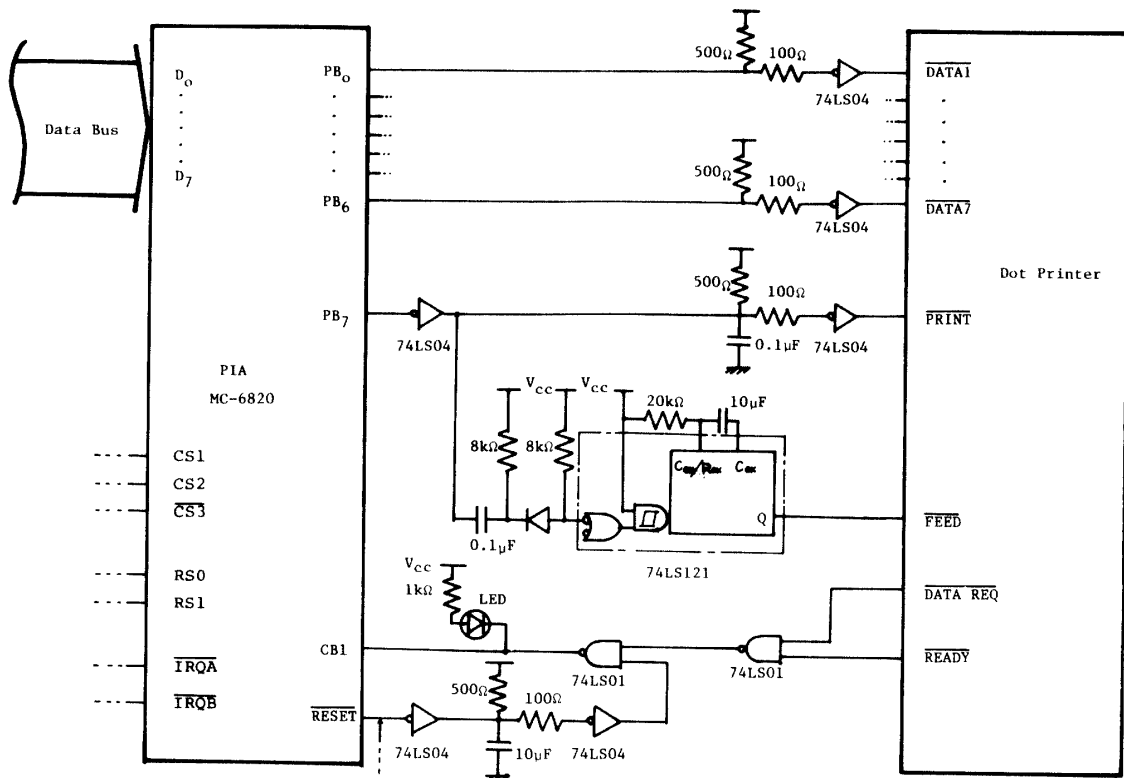 Data Bus
D0
D7
PIA
MC-6820
CS1
CS2
CS3
RS0
RS1
IRQA
IRQB
PB0
PB6
PB7
CB1
RESET
500Ω
100Ω
74LS04
DATA1
500Ω
100Ω
74LS04
DATA7
Dot Printer
74LS04
500Ω
100Ω
0.1μF
74LS04
PRINT
Vcc
Vcc
8kΩ
8kΩ
20kΩ
10μF
Cex/Rex
Cex
Q
0.1μF
74LS121
FEED
Vcc
1kΩ
LED
74LS01
74LS01
DATA REQ
READY
74LS04
500Ω
100Ω
10μF
74LS04